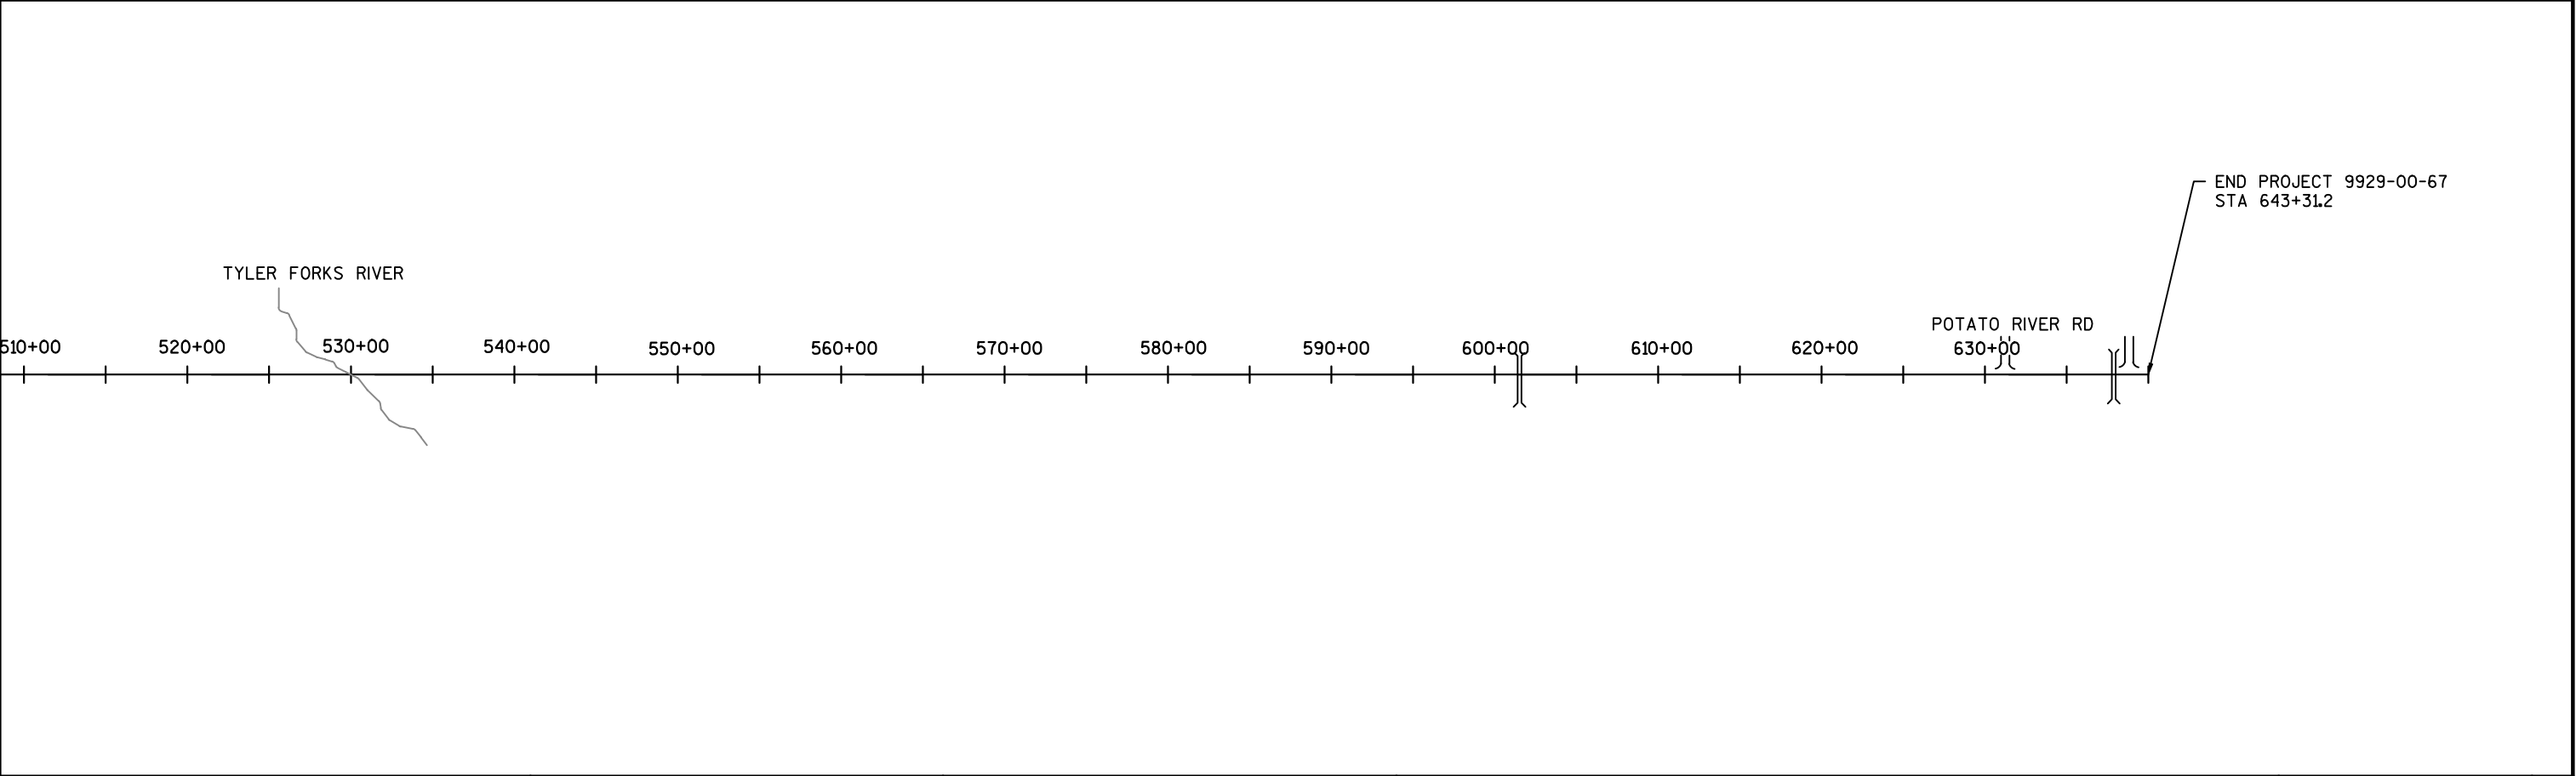 END PROJECT 9929-00-67
STA 643+31.2
TYLER FORKS RIVER
POTATO RIVER RD
510+00 520+00 530+00 540+00 550+00 560+00 570+00 580+00 590+00 600+00 610+00 620+00 630+00